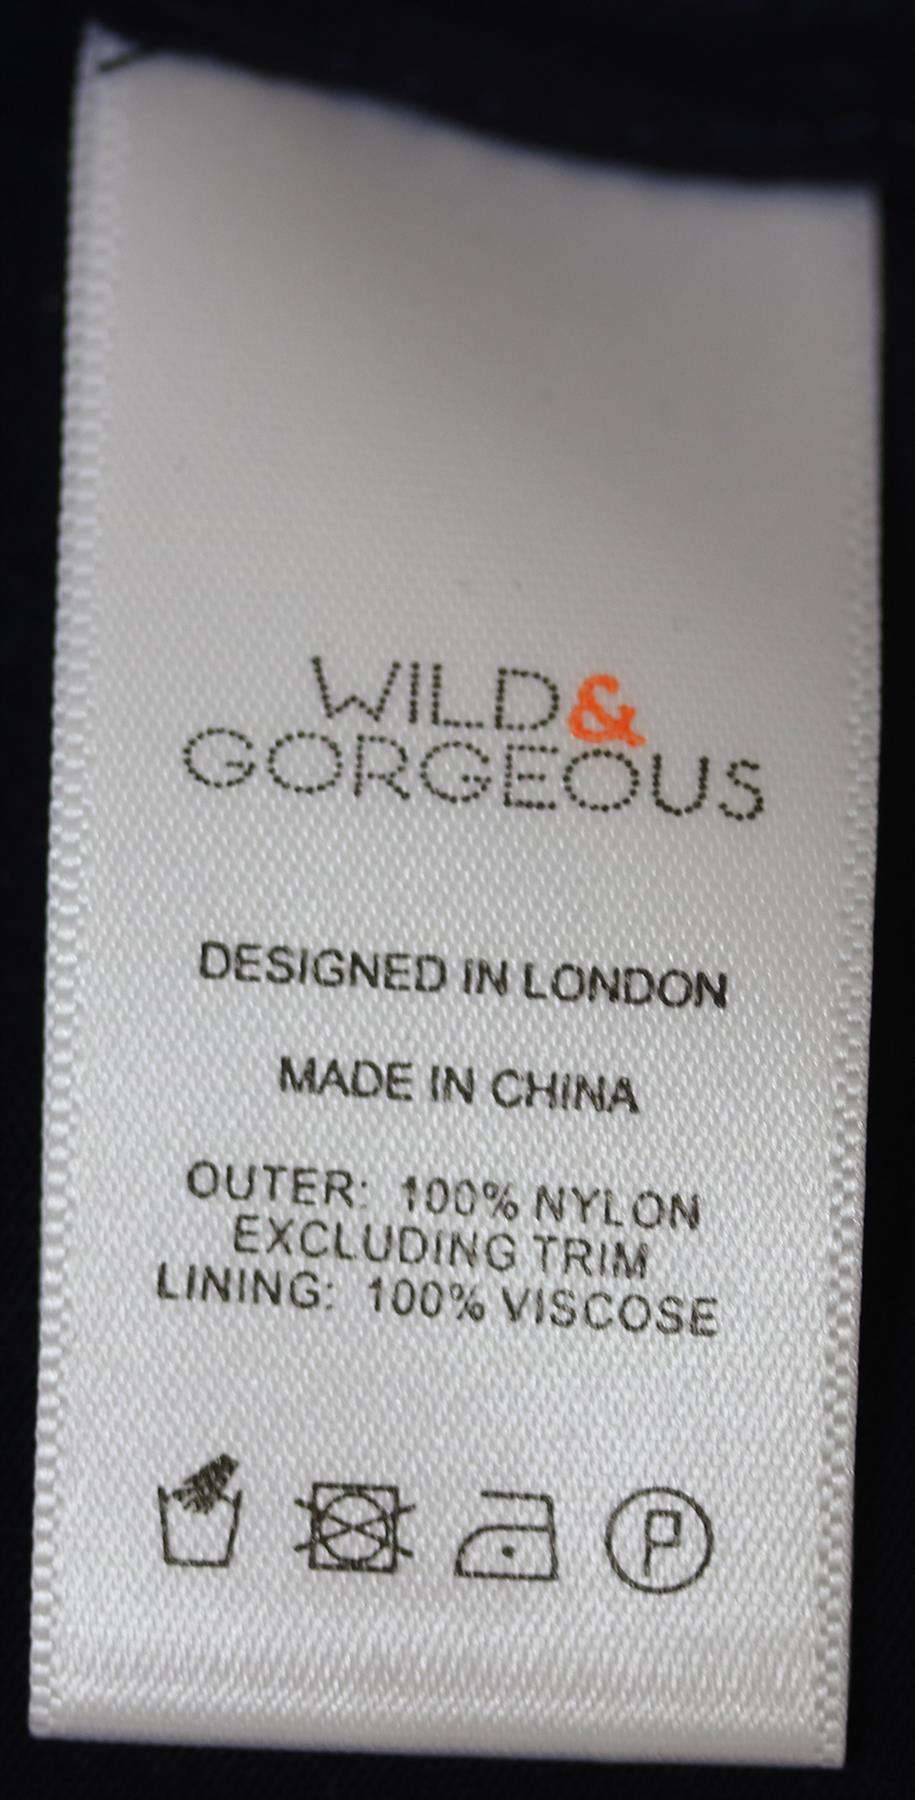 WILD&
GORGEOUS
DESIGNED IN LONDON
MADE IN CHINA
OUTER: 100% NYLON
EXCLUDING TRIM
LINING: 100% VISCOSE
P